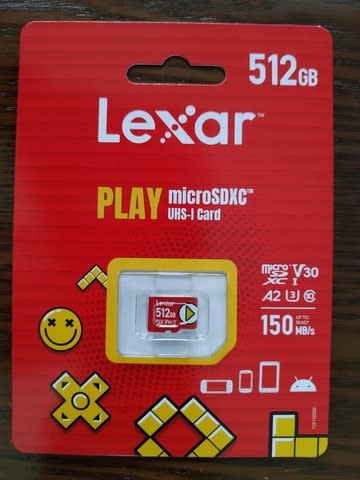 512GB
Lexar™
PLAY microSDXC™
UHS-I Card
micro SD XC I V30
A2 U3 10
150 UP TO READ* MB/s
Lexar
512GB